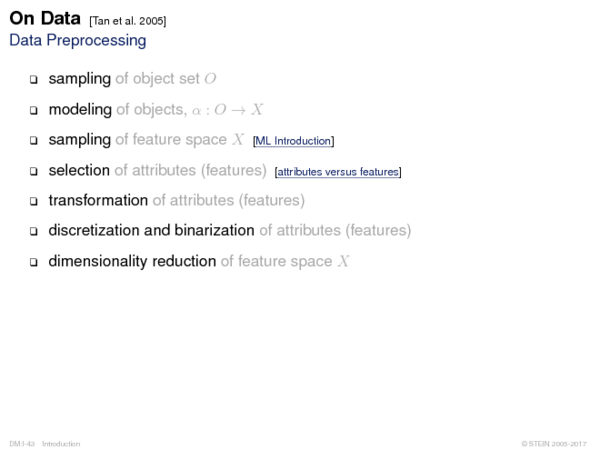 On Data [Tan et al. 2005]
Data Preprocessing
❏ sampling of object set O
❏ modeling of objects, α : O → X
❏ sampling of feature space X [ML Introduction]
❏ selection of attributes (features) [attributes versus features]
❏ transformation of attributes (features)
❏ discretization and binarization of attributes (features)
❏ dimensionality reduction of feature space X
DM:I-43 Introduction © STEIN 2005-2017